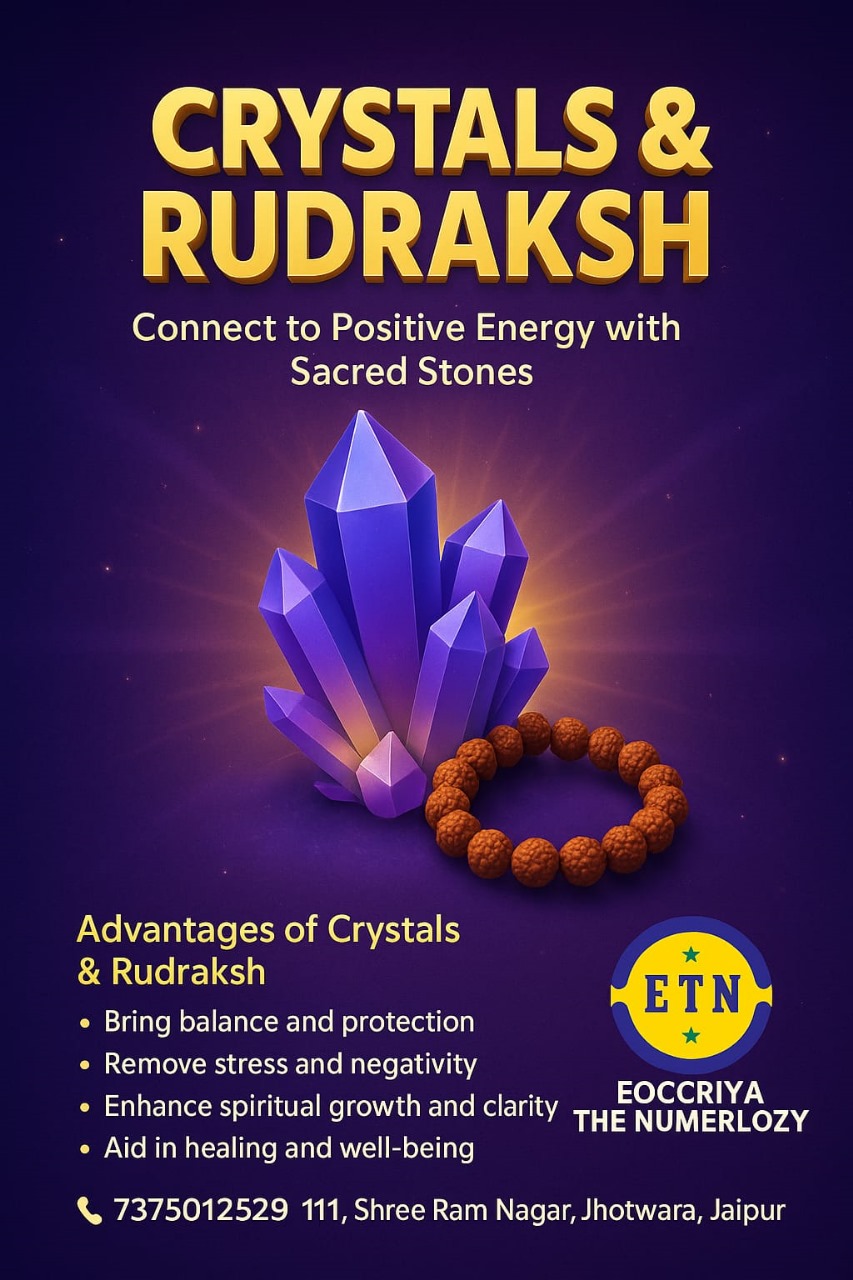 CRYSTALS &
RUDRAKSH
Connect to Positive Energy with
Sacred Stones
Advantages of Crystals
& Rudraksh
• Bring balance and protection
• Remove stress and negativity
• Enhance spiritual growth and clarity
• Aid in healing and well-being
ETN
EOCCRIYA
THE NUMERLOZY
7375012529 111, Shree Ram Nagar, Jhotwara, Jaipur